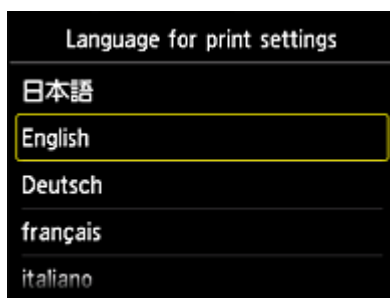 Language for print settings
日本語
English
Deutsch
français
italiano